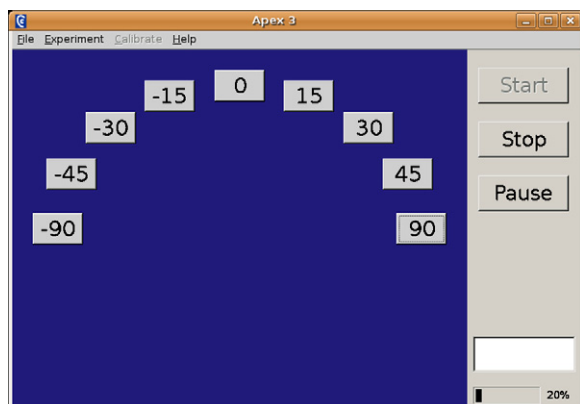 Apex 3
File Experiment Calibrate Help
0
-15 15
-30 30
-45 45
-90 90
Start
Stop
Pause
20%